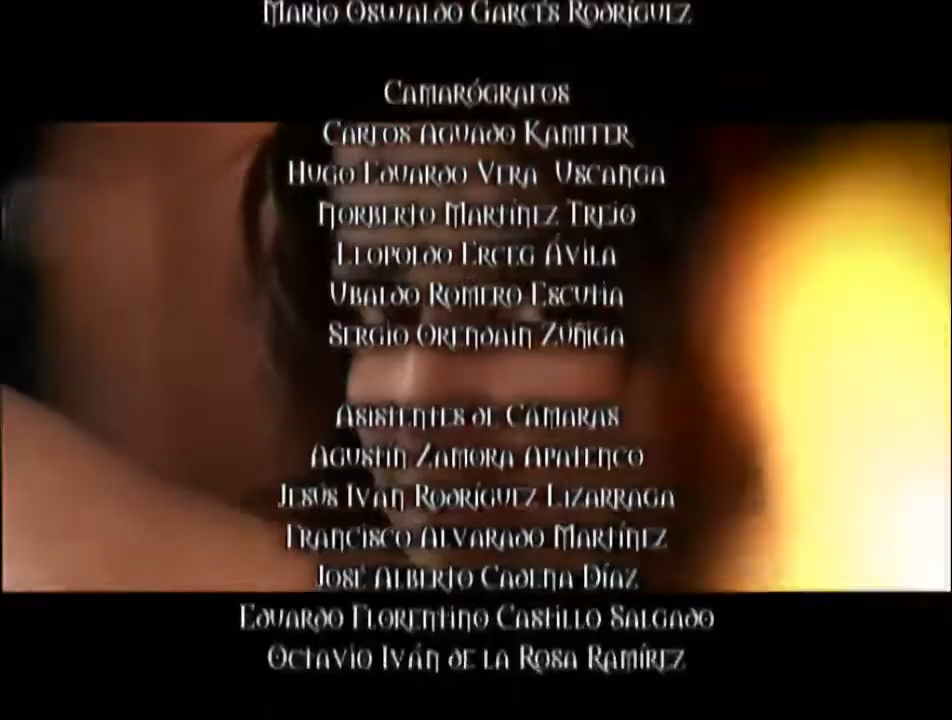 Mario Oswaldo Garcés Rodríguez
Camarógrafos
Carlos Aguado Kamiter
Hugo Eduardo Vera Uscanga
Norberto Martínez Trejo
Leopoldo Erceg Ávila
Ubaldo Romero Escutia
Sergio Orendain Zúñiga
Asistentes de Cámaras
Agustín Zamora Apatenco
Jesús Iván Rodríguez Lizarraga
Francisco Alvarado Martínez
José Alberto Cadena Díaz
Eduardo Florentino Castillo Salgado
Octavio Iván de la Rosa Ramírez